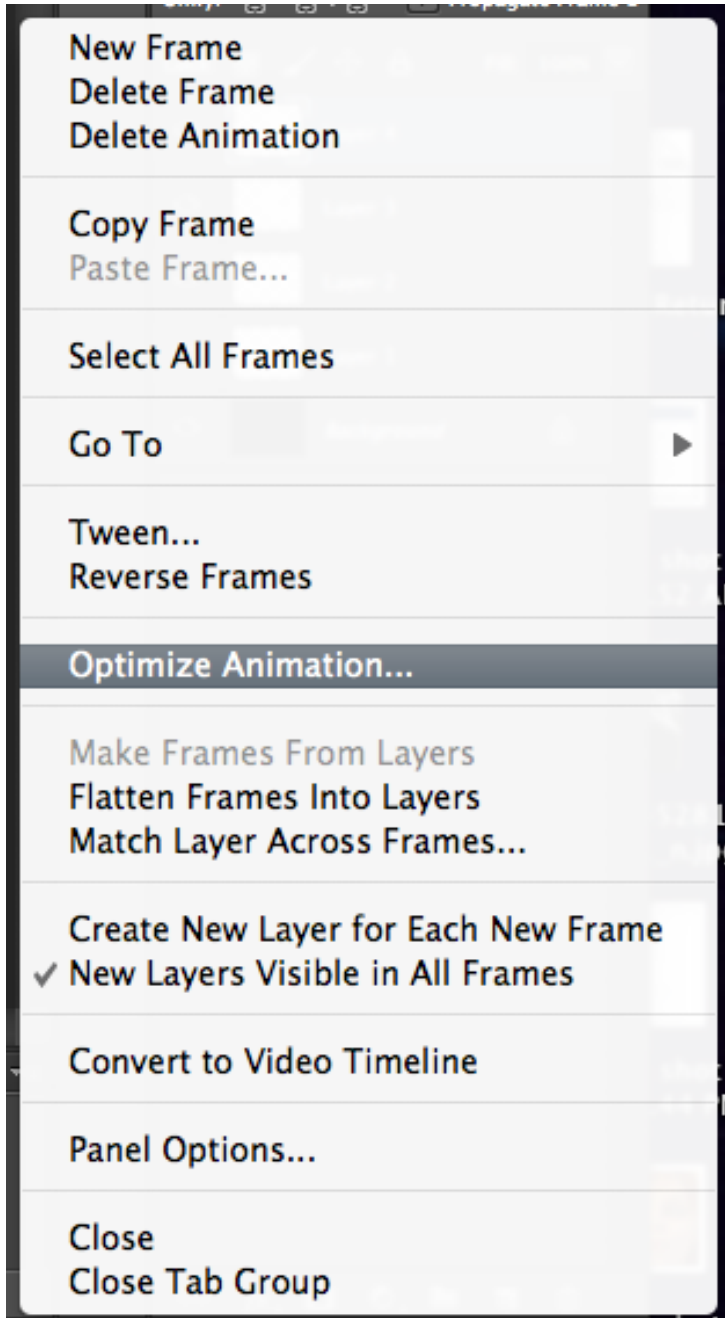 Propagate Frame
New Frame
Delete Frame
Delete Animation
Copy Frame
Paste Frame...
Select All Frames
Go To
Tween...
Reverse Frames
Optimize Animation...
Make Frames From Layers
Flatten Frames Into Layers
Match Layer Across Frames...
Create New Layer for Each New Frame
New Layers Visible in All Frames
Convert to Video Timeline
Panel Options...
Close
Close Tab Group